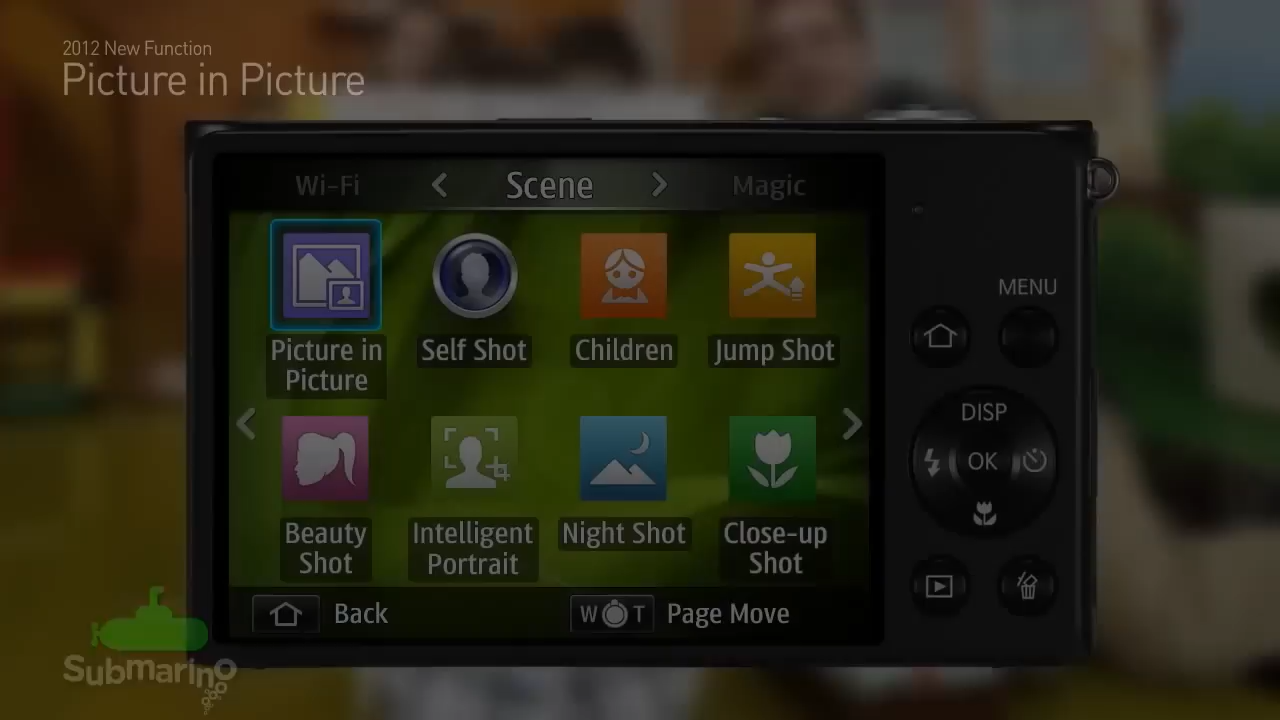 2012 New Function
Picture in Picture
Wi-Fi
Scene
Magic
Picture in
Picture
Self Shot
Children
Jump Shot
Beauty
Shot
Intelligent
Portrait
Night Shot
Close-up
Shot
Back
W T
Page Move
MENU
DISP
OK
Submarino